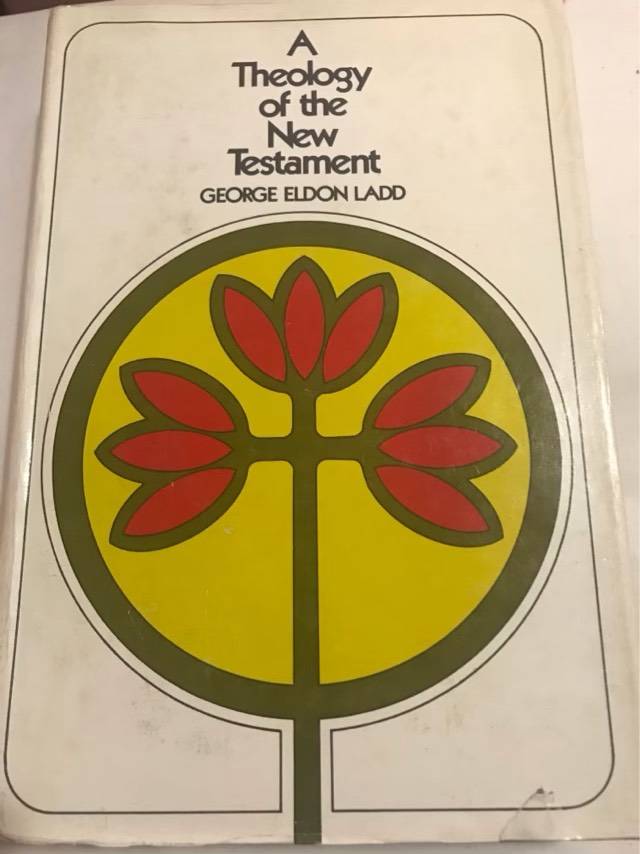 A
Theology
of the
New
Testament
GEORGE ELDON LADD